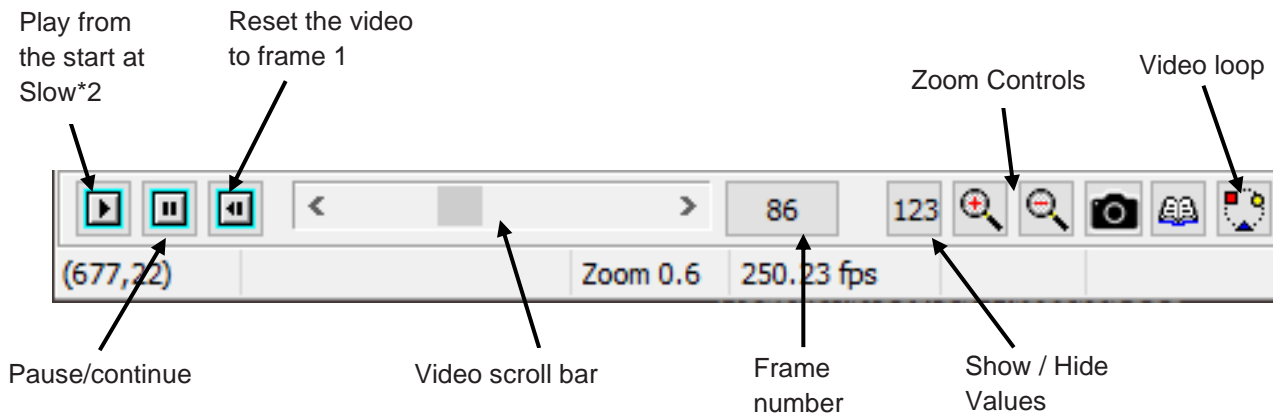 Play from
the start at
Slow*2
Reset the video
to frame 1
Zoom Controls
Video loop
86
123
(677,22)
Zoom 0.6
250.23 fps
Pause/continue
Video scroll bar
Frame
number
Show / Hide
Values